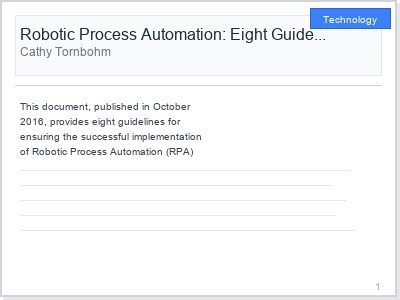 Technology
Robotic Process Automation: Eight Guide...
Cathy Tornbohm
This document, published in October
2016, provides eight guidelines for
ensuring the successful implementation
of Robotic Process Automation (RPA)
1